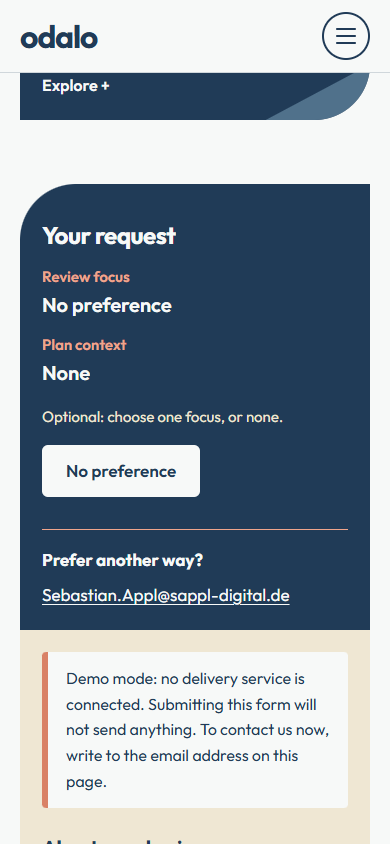 odalo
Explore +
Your request
Review focus
No preference
Plan context
None
Optional: choose one focus, or none.
No preference
Prefer another way?
Sebastian.Appl@sappl-digital.de
Demo mode: no delivery service is
connected. Submitting this form will
not send anything. To contact us now,
write to the email address on this
page.